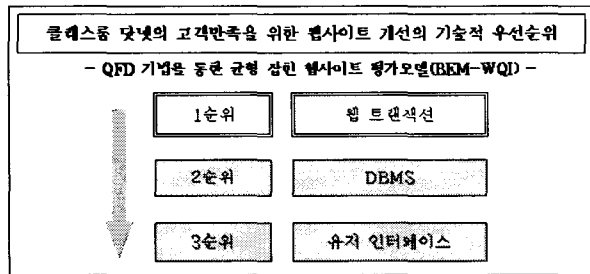 클래스룸 닷넷의 고객만족을 위한 웹사이트 개선의 기술적 우선순위
- QFD 기법을 통한 균형 잡힌 웹사이트 평가모델(BEM-WQI) -
1순위 웹 트랜잭션
2순위 DBMS
3순위 유저 인터페이스